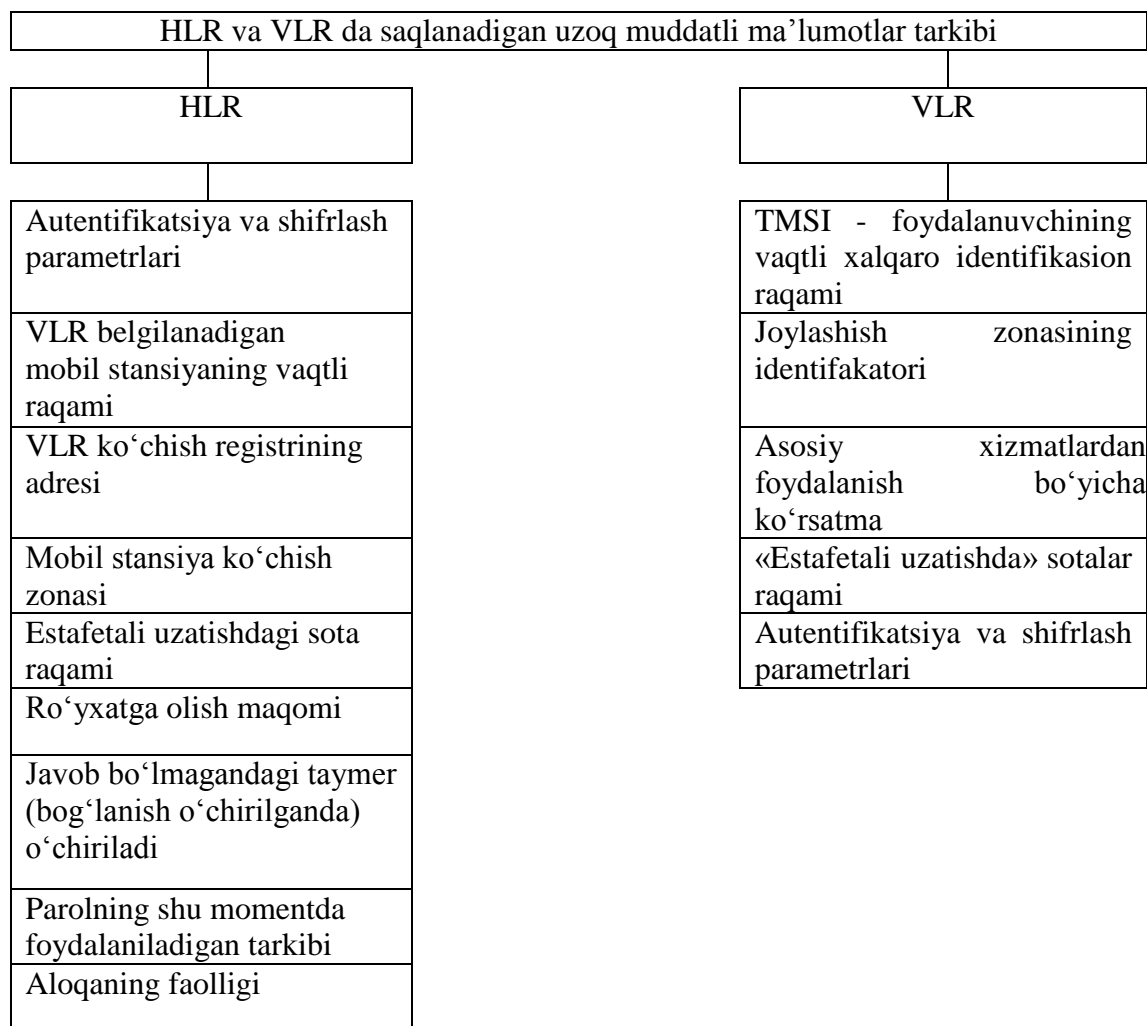 HLR va VLR da saqlanadigan uzoq muddatli ma’lumotlar tarkibi
HLR
Autentifikatsiya va shifrlash
parametrlari
VLR belgilanadigan
mobil stansiyaning vaqtli
raqami
VLR ko‘chish registrining
adresi
Mobil stansiya ko‘chish
zonasi
Estafetali uzatishdagi sota
raqami
Ro‘yxatga olish maqomi
Javob bo‘lmagandagi taymer
(bog‘lanish o‘chirilganda)
o‘chiriladi
Parolning shu momentda
foydalaniladigan tarkibi
Aloqaning faolligi
VLR
TMSI - foydalanuvchining
vaqtli xalqaro identifikasion
raqami
Joylashish zonasining
identifakatori
Asosiy xizmatlardan
foydalanish bo‘yicha
ko‘rsatma
«Estafetali uzatishda» sotalar
raqami
Autentifikatsiya va shifrlash
parametrlari